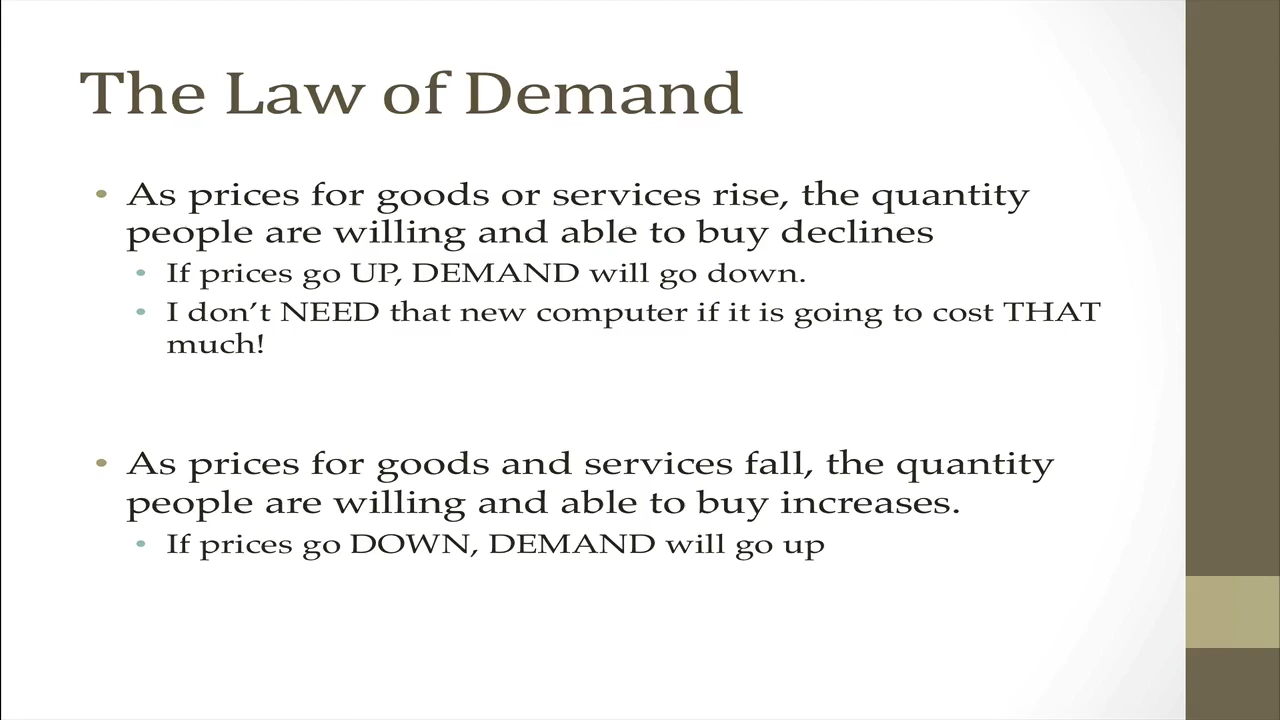 The Law of Demand
• As prices for goods or services rise, the quantity
people are willing and able to buy declines
• If prices go UP, DEMAND will go down.
• I don’t NEED that new computer if it is going to cost THAT
much!
• As prices for goods and services fall, the quantity
people are willing and able to buy increases.
• If prices go DOWN, DEMAND will go up